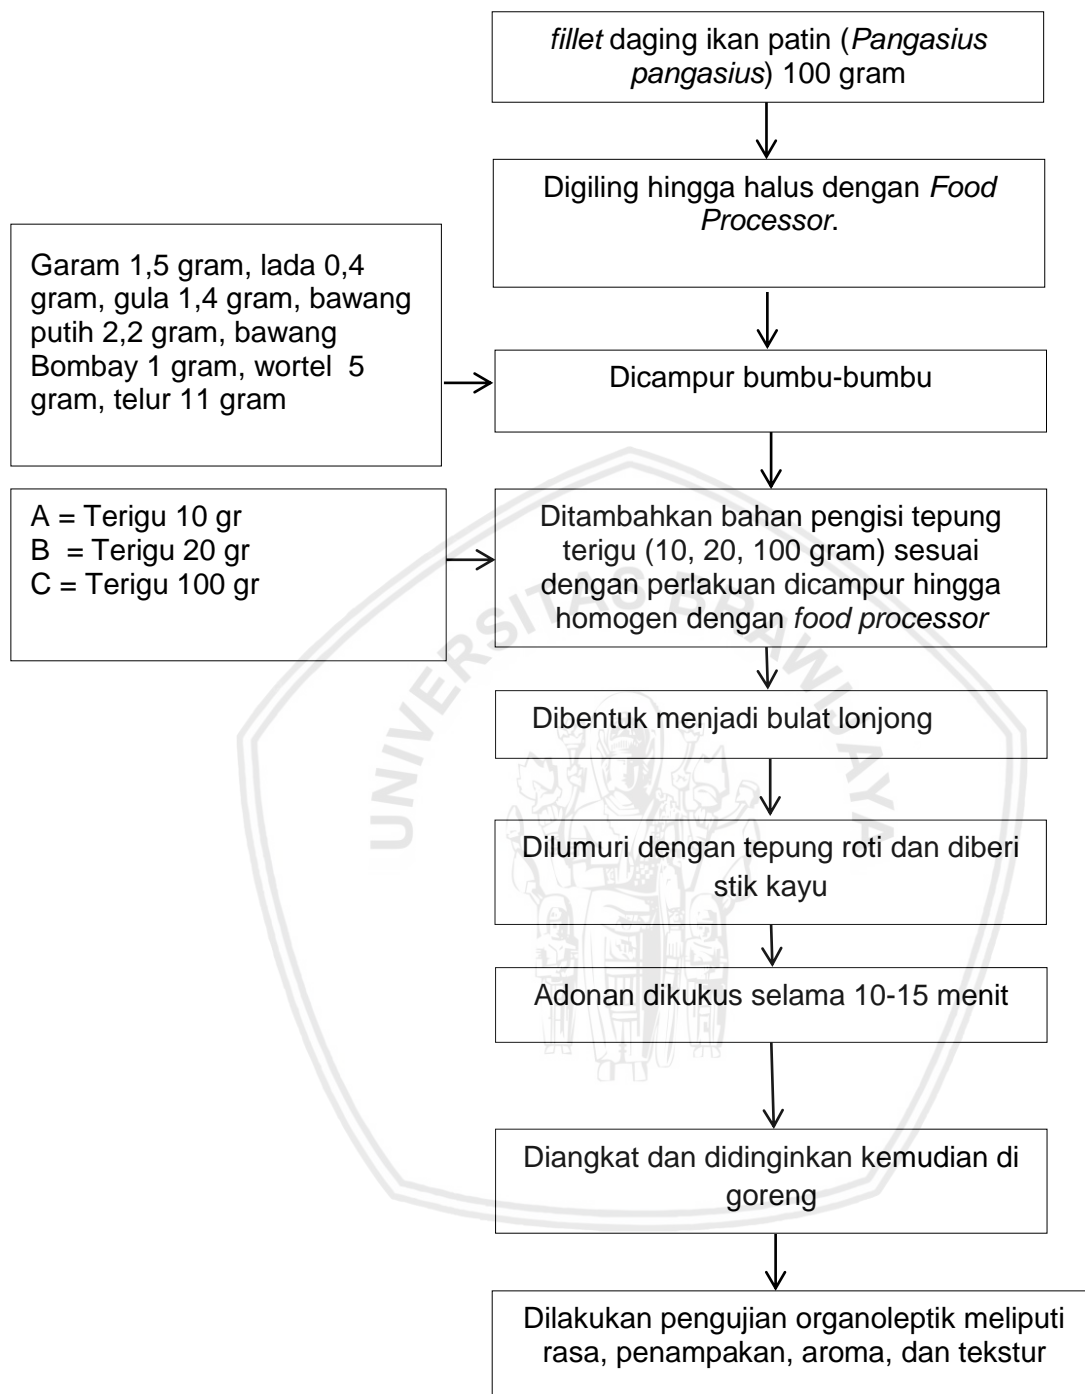 fillet daging ikan patin (Pangasius
pangasius) 100 gram
Digiling hingga halus dengan Food
Processor.
Garam 1,5 gram, lada 0,4
gram, gula 1,4 gram, bawang
putih 2,2 gram, bawang
Bombay 1 gram, wortel  5
gram, telur 11 gram
Dicampur bumbu-bumbu
A = Terigu 10 gr
B  = Terigu 20 gr
C = Terigu 100 gr
Ditambahkan bahan pengisi tepung
terigu (10, 20, 100 gram) sesuai
dengan perlakuan dicampur hingga
homogen dengan food processor
Dibentuk menjadi bulat lonjong
Dilumuri dengan tepung roti dan diberi
stik kayu
Adonan dikukus selama 10-15 menit
Diangkat dan didinginkan kemudian di
goreng
Dilakukan pengujian organoleptik meliputi
rasa, penampakan, aroma, dan tekstur
UNIVERSITAS BRAWIJAYA